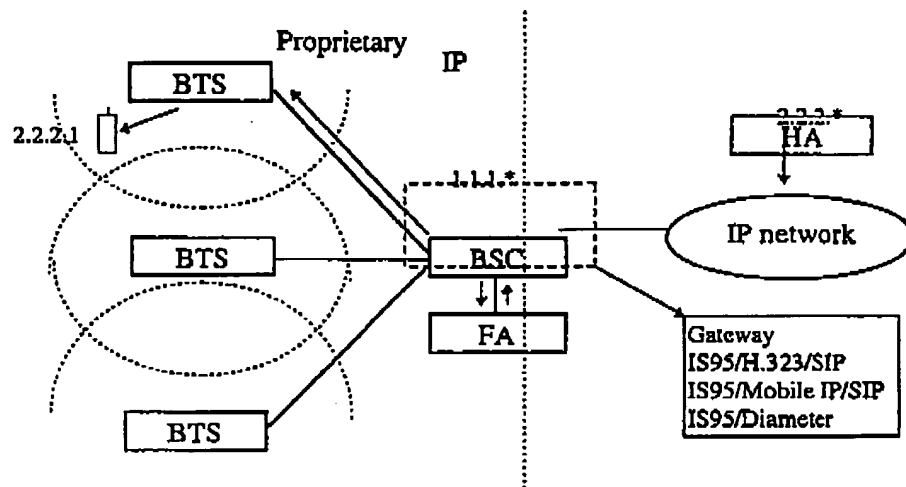 Proprietary
IP
BTS
2.2.2.1
2.2.2.*
HA
1.1.1.*
IP network
BTS
BSC
FA
Gateway
IS95/H.323/SIP
IS95/Mobile IP/SIP
IS95/Diameter
BTS